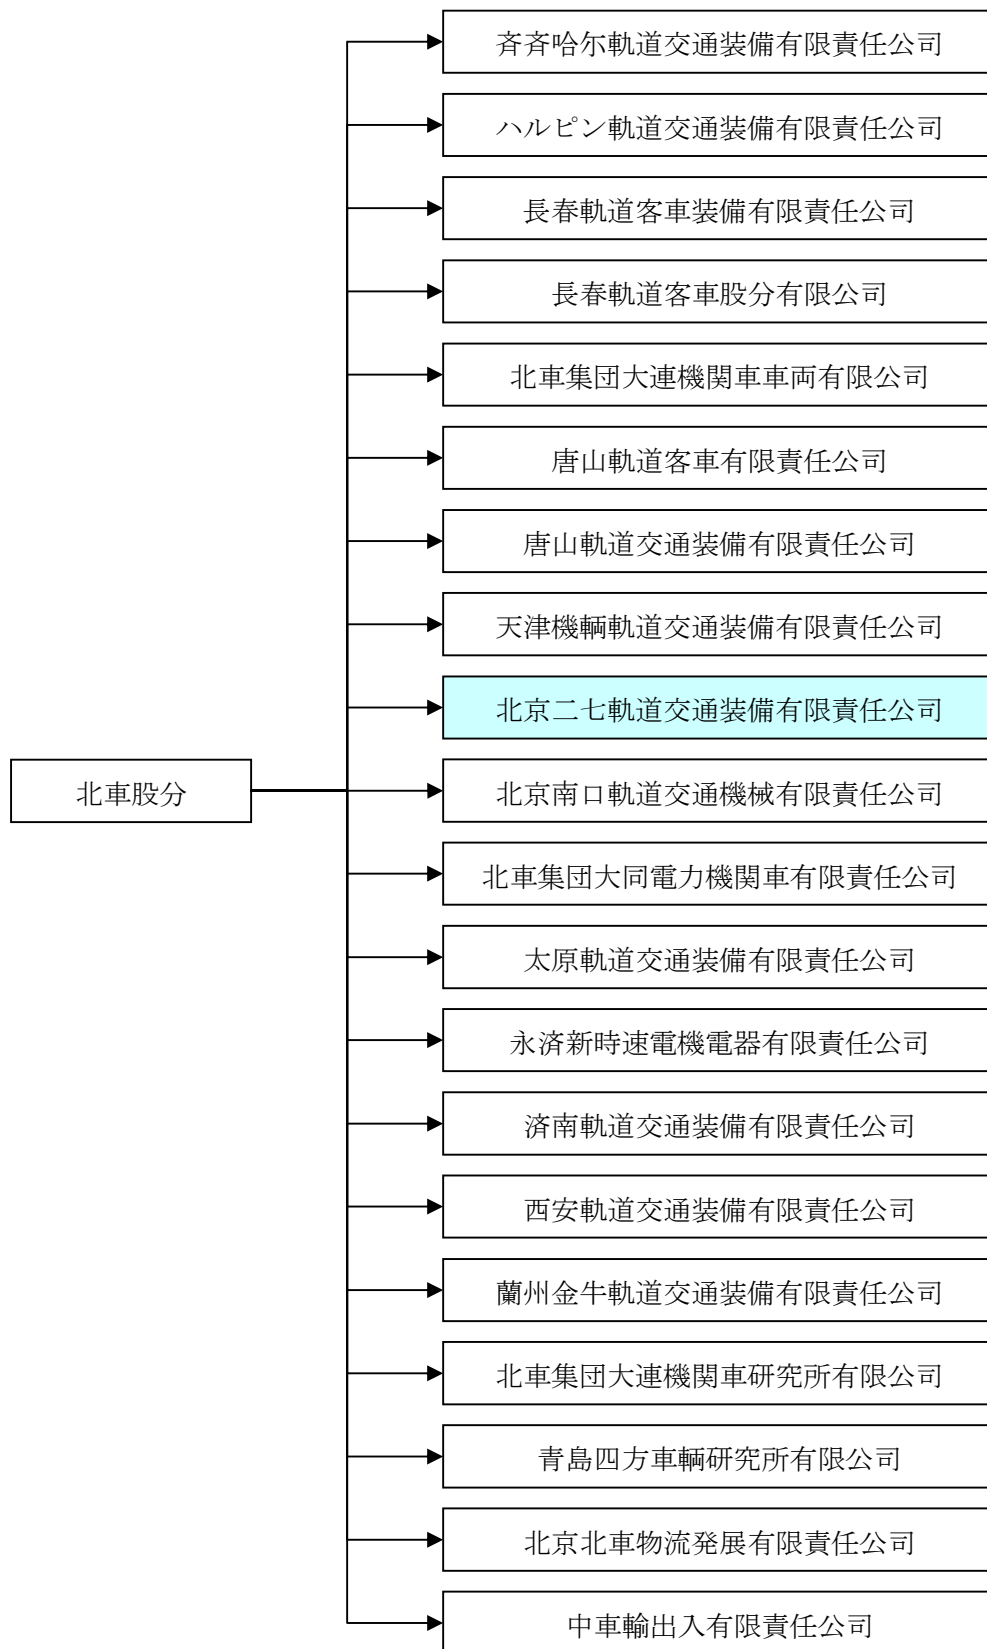 斉斉哈尓軌道交通装備有限責任公司
ハルピン軌道交通装備有限責任公司
長春軌道客車装備有限責任公司
長春軌道客車股分有限公司
北車集団大連機関車車両有限公司
唐山軌道客車有限責任公司
唐山軌道交通装備有限責任公司
天津機輌軌道交通装備有限責任公司
北京二七軌道交通装備有限責任公司
北車股分
北京南口軌道交通機械有限責任公司
北車集団大同電力機関車有限責任公司
太原軌道交通装備有限責任公司
永済新時速電機電器有限責任公司
済南軌道交通装備有限責任公司
西安軌道交通装備有限責任公司
蘭州金牛軌道交通装備有限責任公司
北車集団大連機関車研究所有限公司
青島四方車輌研究所有限公司
北京北車物流発展有限責任公司
中車輸出入有限責任公司